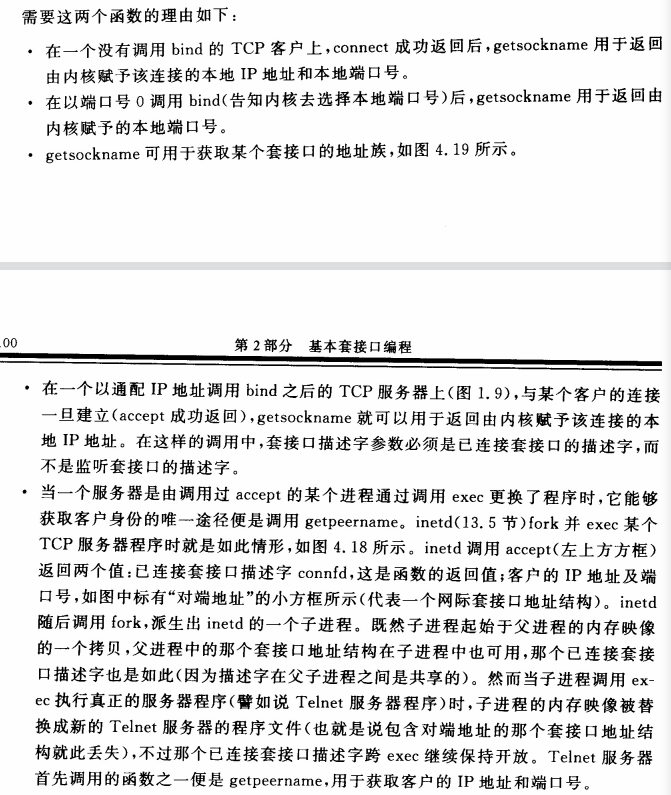 需要这两个函数的理由如下：
· 在一个没有调用 bind 的 TCP 客户上，connect 成功返回后，getsockname 用于返回
由内核赋予该连接的本地 IP 地址和本地端口号。
· 在以端口号 0 调用 bind（告知内核去选择本地端口号）后，getsockname 用于返回由
内核赋予的本地端口号。
· getsockname 可用于获取某个套接口的地址族，如图 4.19 所示。
00
第 2 部分 基本套接口编程
· 在一个以通配 IP 地址调用 bind 之后的 TCP 服务器上（图 1.9），与某个客户的连接
一旦建立（accept 成功返回），getsockname 就可以用于返回由内核赋予该连接的本
地 IP 地址。在这样的调用中，套接口描述字参数必须是已连接套接口的描述字，而
不是监听套接口的描述字。
· 当一个服务器是由调用过 accept 的某个进程通过调用 exec 更换了程序时，它能够
获取客户身份的唯一途径便是调用 getpeername。inetd（13.5 节）fork 并 exec 某个
TCP 服务器程序时就是如此情形，如图 4.18 所示。inetd 调用 accept（左上方方框）
返回两个值：已连接套接口描述字 connfd，这是函数的返回值；客户的 IP 地址及端
口号，如图中标有“对端地址”的小方框所示（代表一个网际套接口地址结构）。inetd
随后调用 fork，派生出 inetd 的一个子进程。既然子进程起始于父进程的内存映像
的一个拷贝，父进程中的那个套接口地址结构在子进程中也可用，那个已连接套接
口描述字也是如此（因为描述字在父子进程之间是共享的）。然而当子进程调用 ex-
ec 执行真正的服务器程序（譬如说 Telnet 服务器程序）时，子进程的内存映像被替
换成新的 Telnet 服务器的程序文件（也就是说包含对端地址的那个套接口地址结
构就此丢失），不过那个已连接套接口描述字跨 exec 继续保持开放。Telnet 服务器
首先调用的函数之一便是 getpeername，用于获取客户的 IP 地址和端口号。